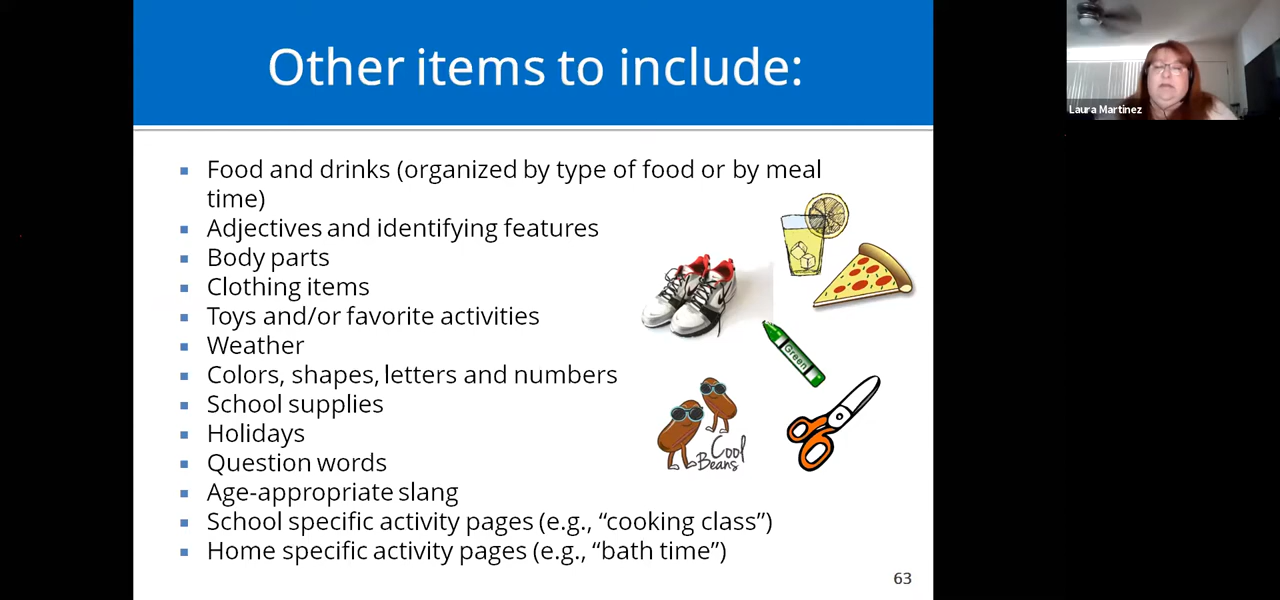 Other items to include:
Laura Martinez
Food and drinks (organized by type of food or by meal
time)
Adjectives and identifying features
Body parts
Clothing items
Toys and/or favorite activities
Weather
Colors, shapes, letters and numbers
School supplies
Holidays
Question words
Age-appropriate slang
School specific activity pages (e.g., “cooking class”)
Home specific activity pages (e.g., “bath time”)
Green
Cool
Beans
63